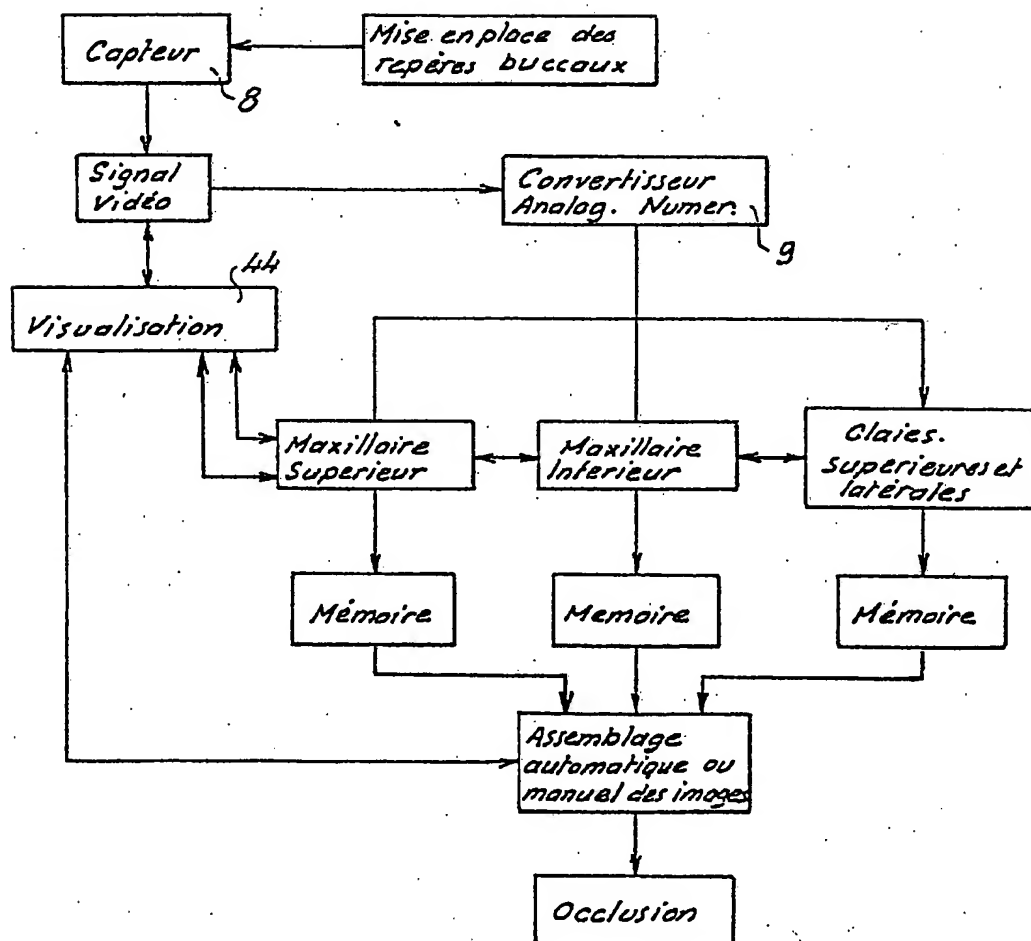 Capteur
8
Mise en place des
repères buccaux
Signal
Vidéo
Convertisseur
Analog. Numer.
9
44
Visualisation
Maxillaire
Superieur
Maxillaire
Interieur
Claies.
Superieures et
latérales
Mémoire
Memoire
Mémoire
Assemblage
automatique ou
manuel des images
Occlusion